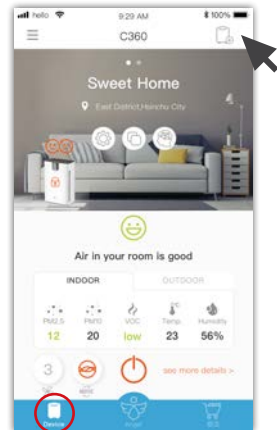 hello 9:29 AM 100%
C360
Sweet Home
East District,Hsinchu City
Air in your room is good
INDOOR OUTDOOR
PM2.5 PM10 VOC Temp. Humidity
12 20 low 23 56%
3
see more details >
Device Angel